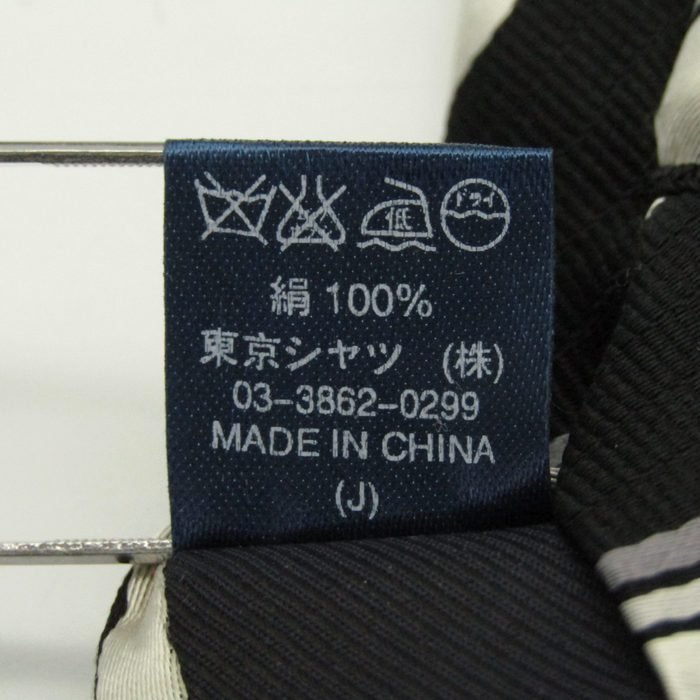 低 ドライ
絹 100%
東京シャツ (株)
03-3862-0299
MADE IN CHINA
(J)